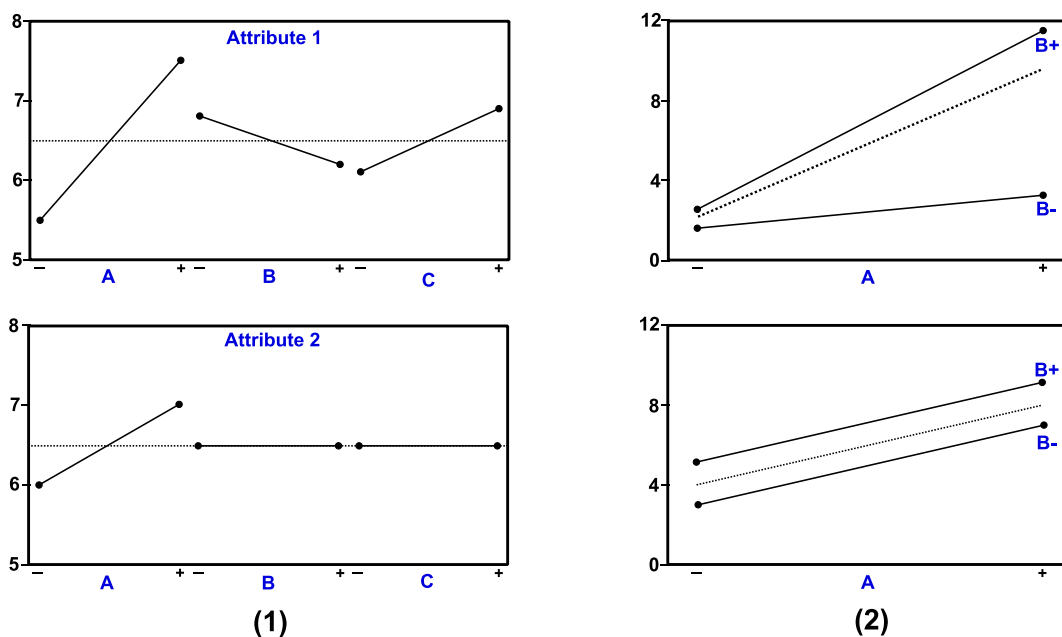 8
Attribute 1
7
6
5
− A + − B + − C +
8
Attribute 2
7
6
5
− A + − B + − C +
(1)
12
B+
8
4
B-
0
− A +
12
B+
8
B-
4
0
− A +
(2)